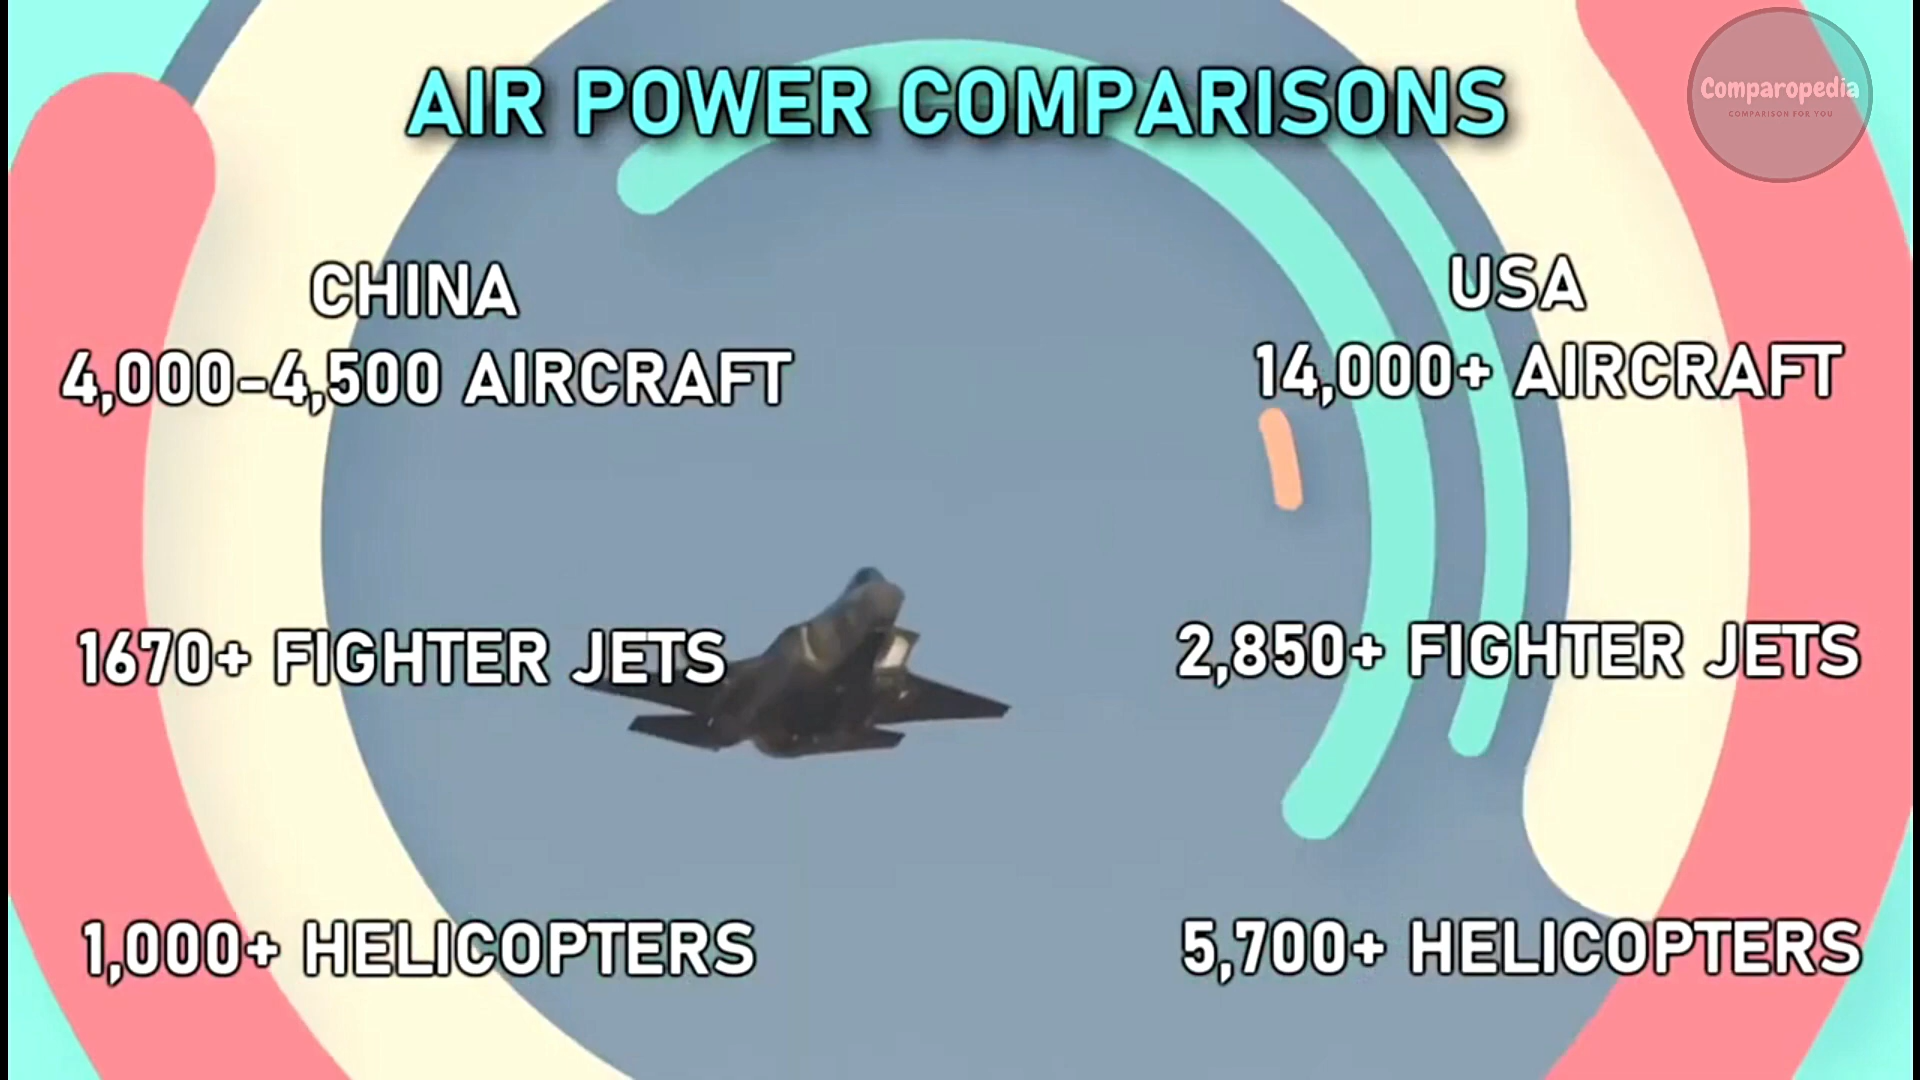 AIR POWER COMPARISONS
Comparopedia
COMPARISON FOR YOU
CHINA
4,000-4,500 AIRCRAFT
1670+ FIGHTER JETS
1,000+ HELICOPTERS
USA
14,000+ AIRCRAFT
2,850+ FIGHTER JETS
5,700+ HELICOPTERS